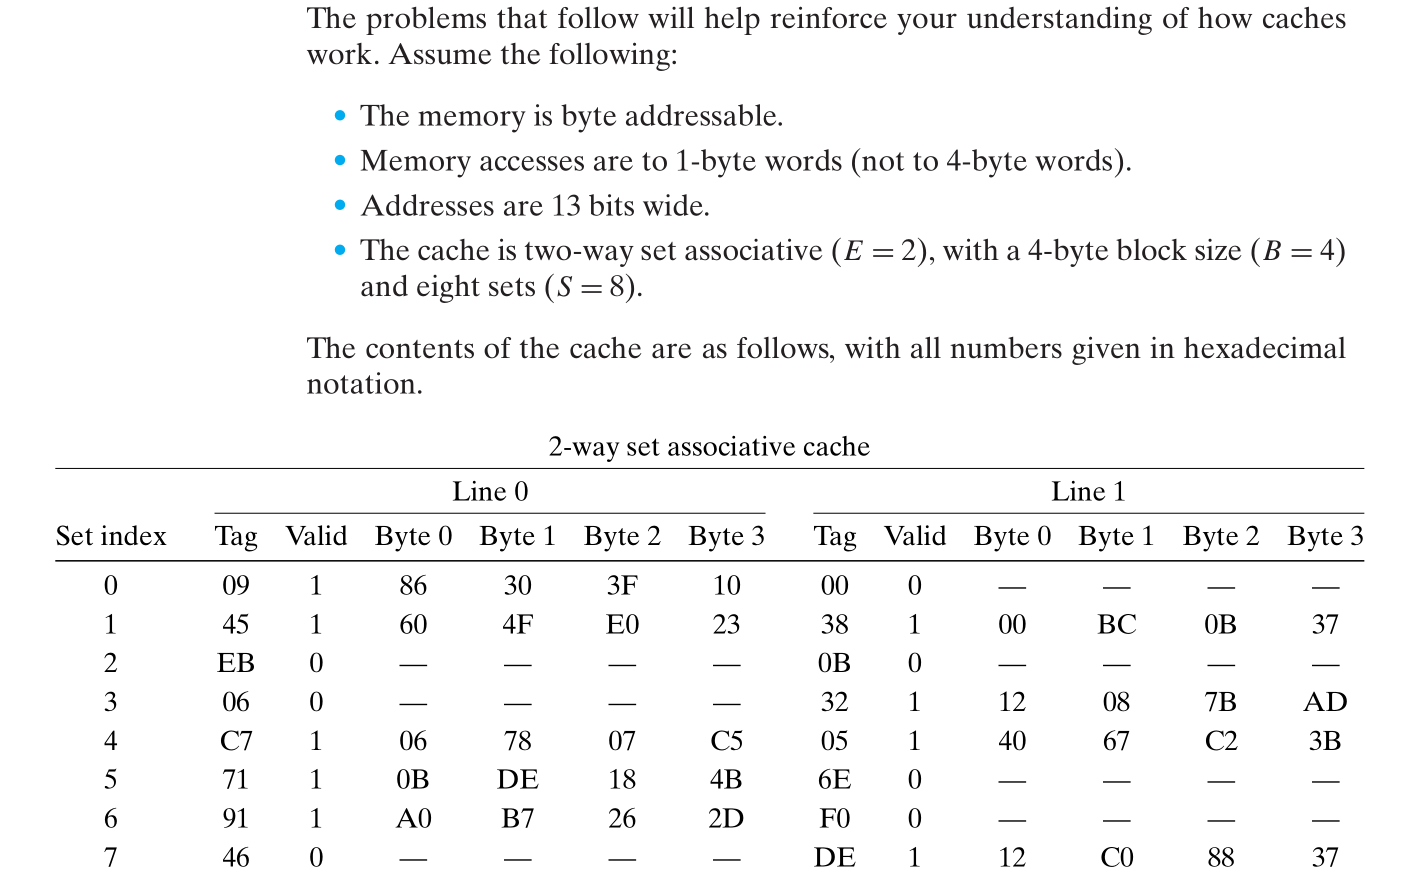 The problems that follow will help reinforce your understanding of how caches
work. Assume the following:
• The memory is byte addressable.
• Memory accesses are to 1-byte words (not to 4-byte words).
• Addresses are 13 bits wide.
• The cache is two-way set associative (E = 2), with a 4-byte block size (B = 4)
and eight sets (S = 8).
The contents of the cache are as follows, with all numbers given in hexadecimal
notation.
2-way set associative cache
Line 0 Line 1
Set index Tag Valid Byte 0 Byte 1 Byte 2 Byte 3 Tag Valid Byte 0 Byte 1 Byte 2 Byte 3
0 09 1 86 30 3F 10 00 0 — — — —
1 45 1 60 4F E0 23 38 1 00 BC 0B 37
2 EB 0 — — — — 0B 0 — — — —
3 06 0 — — — — 32 1 12 08 7B AD
4 C7 1 06 78 07 C5 05 1 40 67 C2 3B
5 71 1 0B DE 18 4B 6E 0 — — — —
6 91 1 A0 B7 26 2D F0 0 — — — —
7 46 0 — — — — DE 1 12 C0 88 37